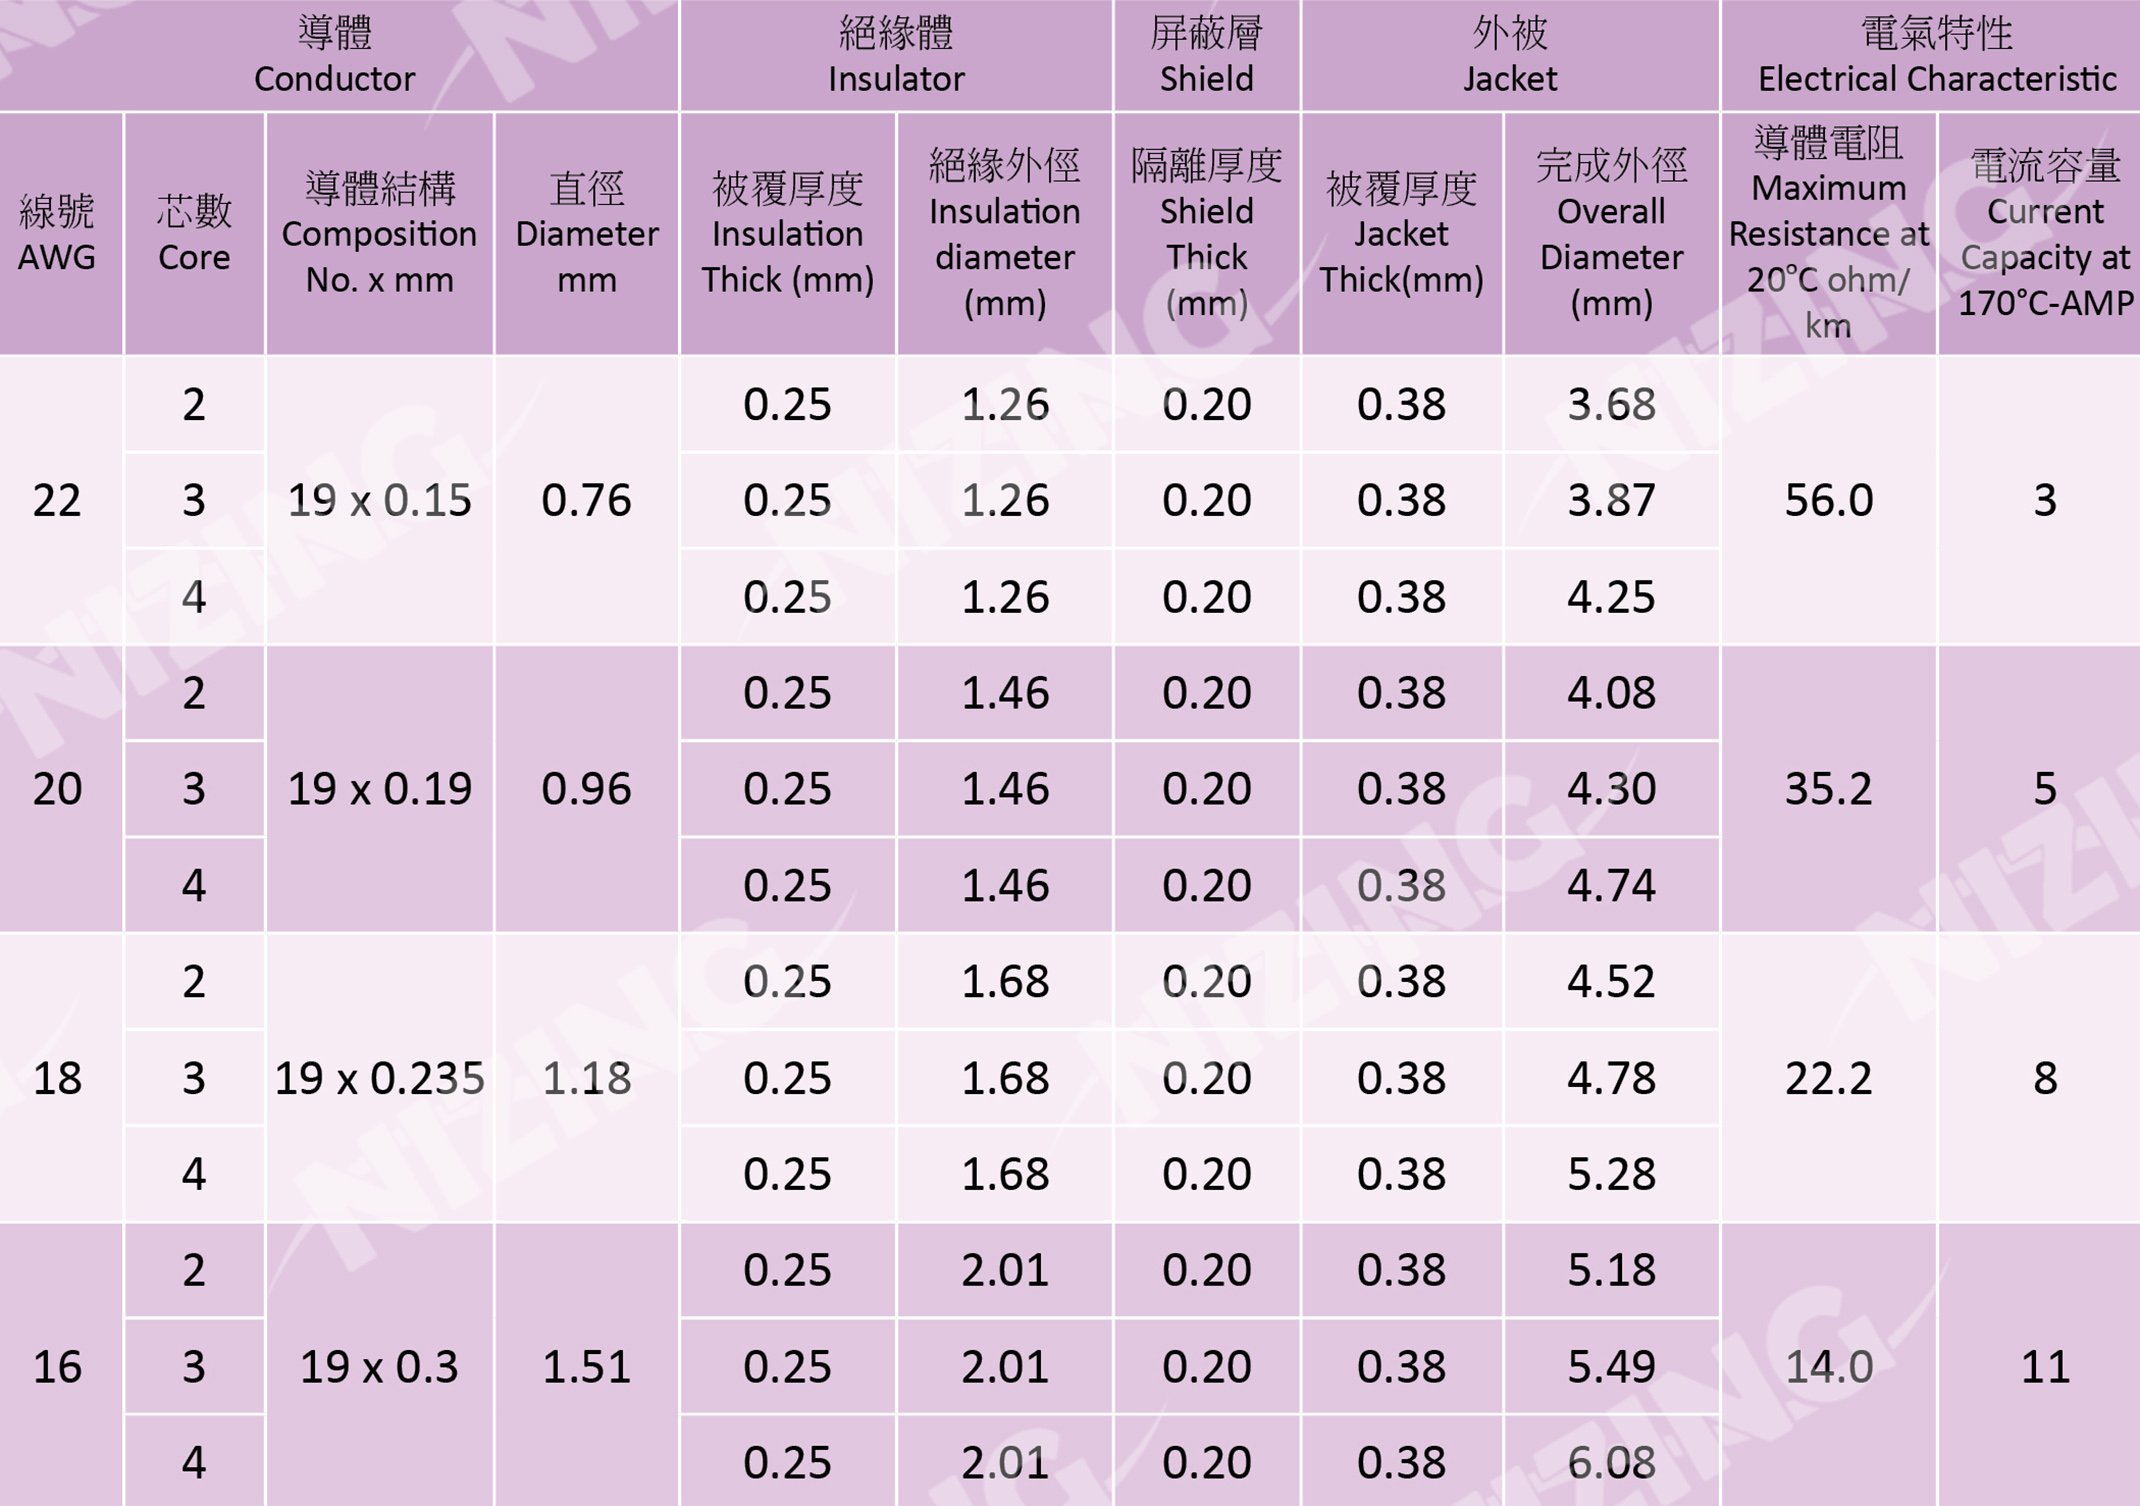 導體
Conductor
絕緣體
Insulator
屏蔽層
Shield
外被
Jacket
電氣特性
Electrical Characteristic
線號
AWG
芯數
Core
導體結構
Composition
No. x mm
直徑
Diameter
mm
被覆厚度
Insulation
Thick (mm)
絕緣外徑
Insulation
diameter
(mm)
隔離厚度
Shield
Thick
(mm)
被覆厚度
Jacket
Thick(mm)
完成外徑
Overall
Diameter
(mm)
導體電阻
Maximum
Resistance at
20°C ohm/
km
電流容量
Current
Capacity at
170°C-AMP
22
19 x 0.15
0.76
56.0
3
2 0.25 1.26 0.20 0.38 3.68
3 0.25 1.26 0.20 0.38 3.87
4 0.25 1.26 0.20 0.38 4.25
20
19 x 0.19
0.96
35.2
5
2 0.25 1.46 0.20 0.38 4.08
3 0.25 1.46 0.20 0.38 4.30
4 0.25 1.46 0.20 0.38 4.74
18
19 x 0.235
1.18
22.2
8
2 0.25 1.68 0.20 0.38 4.52
3 0.25 1.68 0.20 0.38 4.78
4 0.25 1.68 0.20 0.38 5.28
16
19 x 0.3
1.51
14.0
11
2 0.25 2.01 0.20 0.38 5.18
3 0.25 2.01 0.20 0.38 5.49
4 0.25 2.01 0.20 0.38 6.08
NIZING